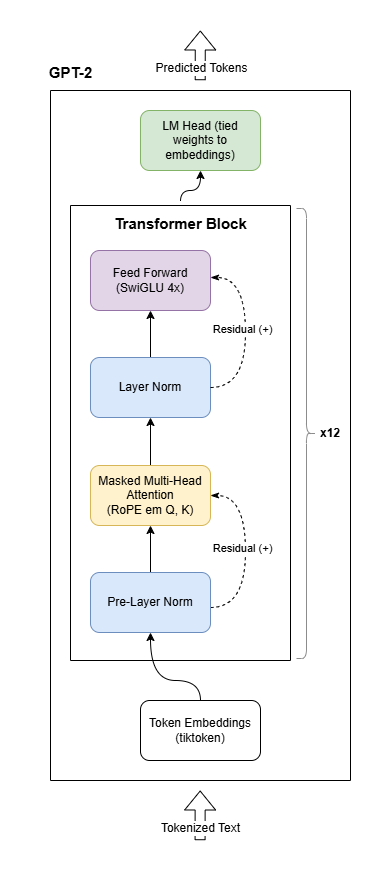 Predicted Tokens
GPT-2
LM Head (tied
weights to
embeddings)
Transformer Block
Feed Forward
(SwiGLU 4x)
Residual (+)
Layer Norm
x12
Masked Multi-Head
Attention
(RoPE em Q, K)
Residual (+)
Pre-Layer Norm
Token Embeddings
(tiktoken)
Tokenized Text